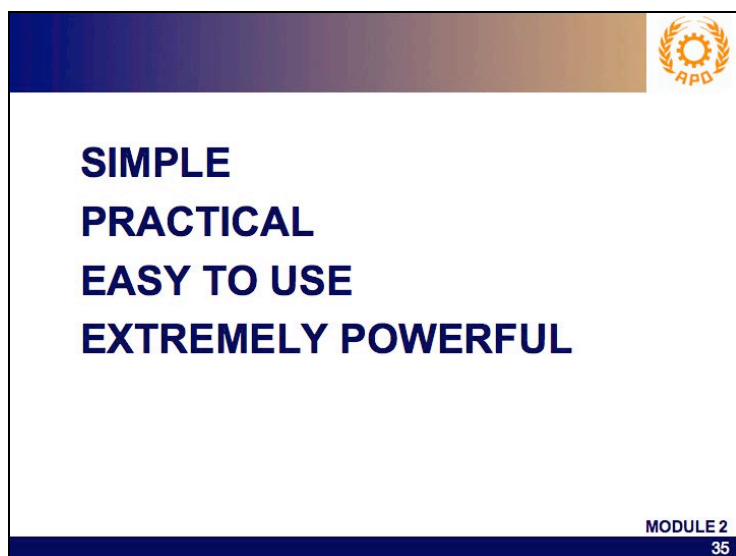 APO
SIMPLE
PRACTICAL
EASY TO USE
EXTREMELY POWERFUL
MODULE 2
35